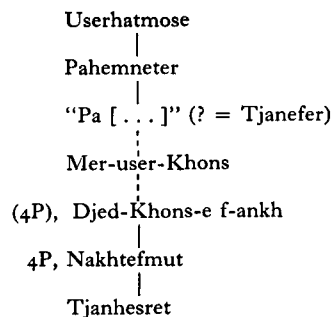 Userhatmose
Pahemneter
“Pa [ . . . ]” (? = Tjanefer)
Mer-user-Khons
(4P), Djed-Khons-e f-ankh
4P, Nakhtefmut
Tjanhesret